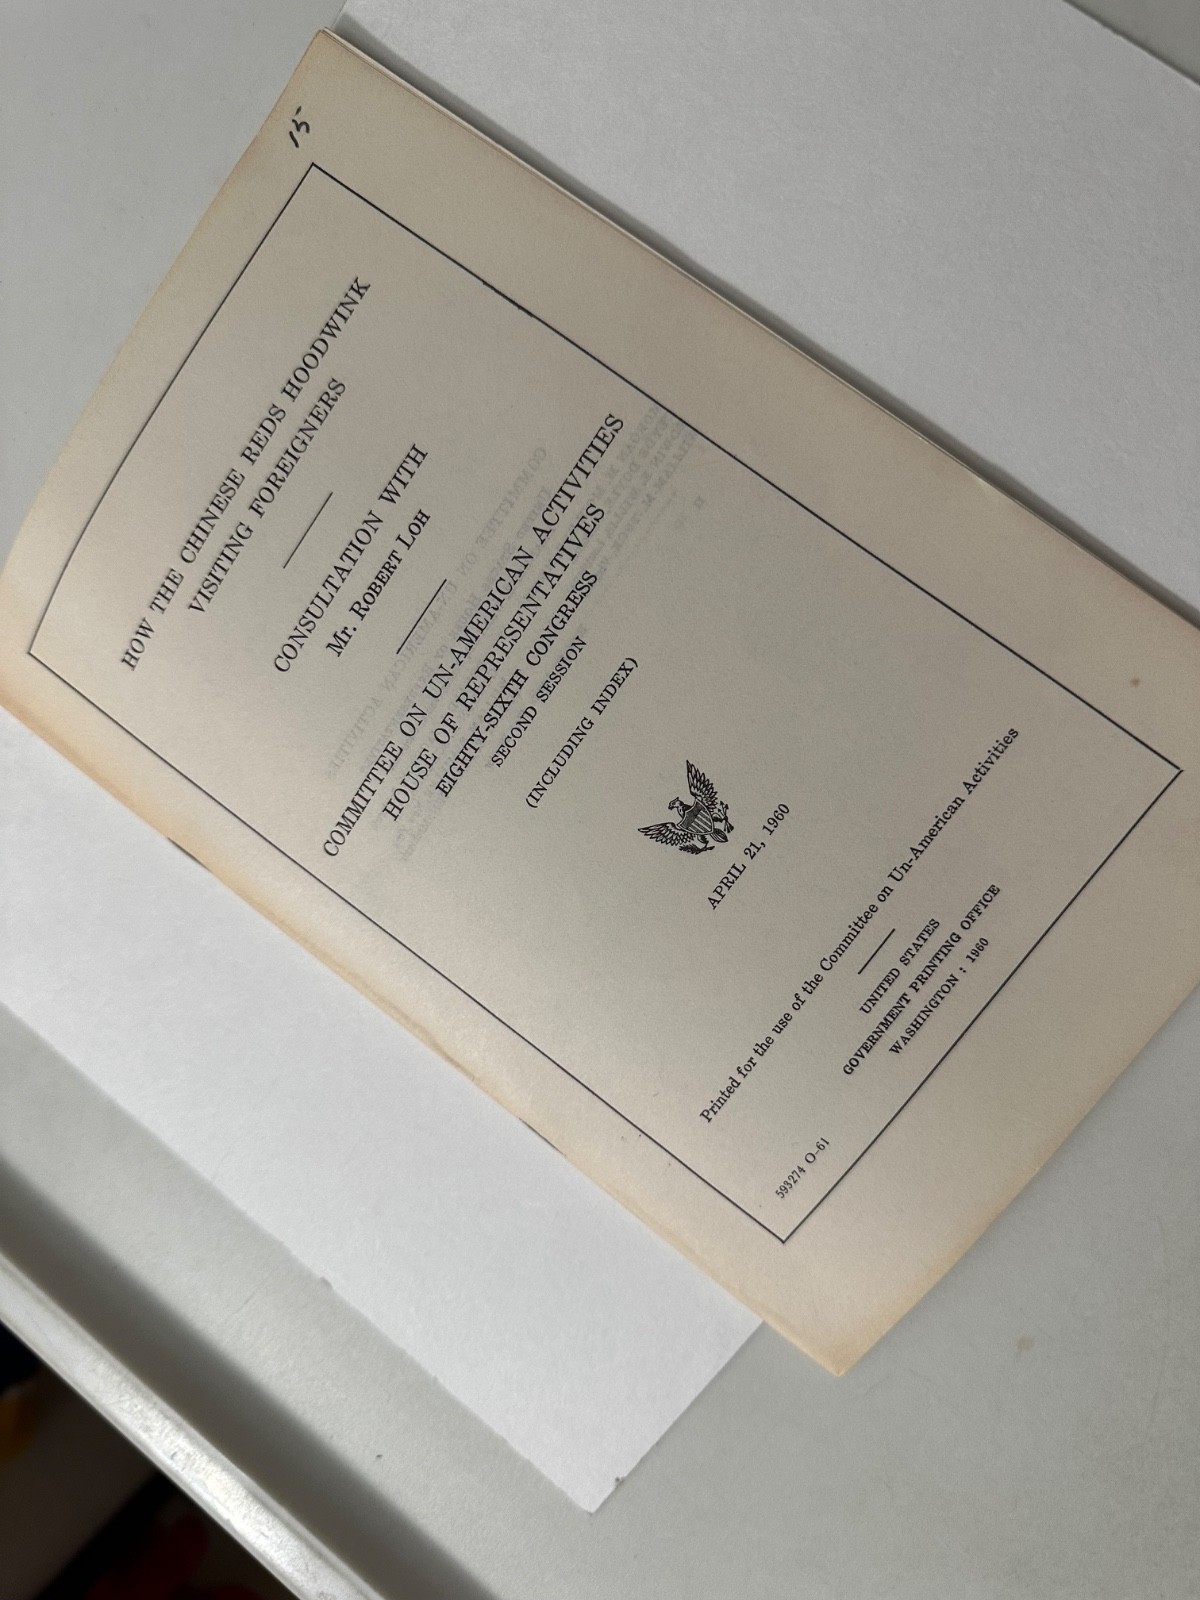 15
HOW THE CHINESE REDS HOODWINK
VISITING FOREIGNERS
CONSULTATION WITH
Mr. ROBERT LOH
COMMITTEE ON UN-AMERICAN ACTIVITIES
HOUSE OF REPRESENTATIVES
EIGHTY-SIXTH CONGRESS
SECOND SESSION
(INCLUDING INDEX)
APRIL 21, 1960
Printed for the use of the Committee on Un-American Activities
UNITED STATES
GOVERNMENT PRINTING OFFICE
WASHINGTON : 1960
593274 O–61